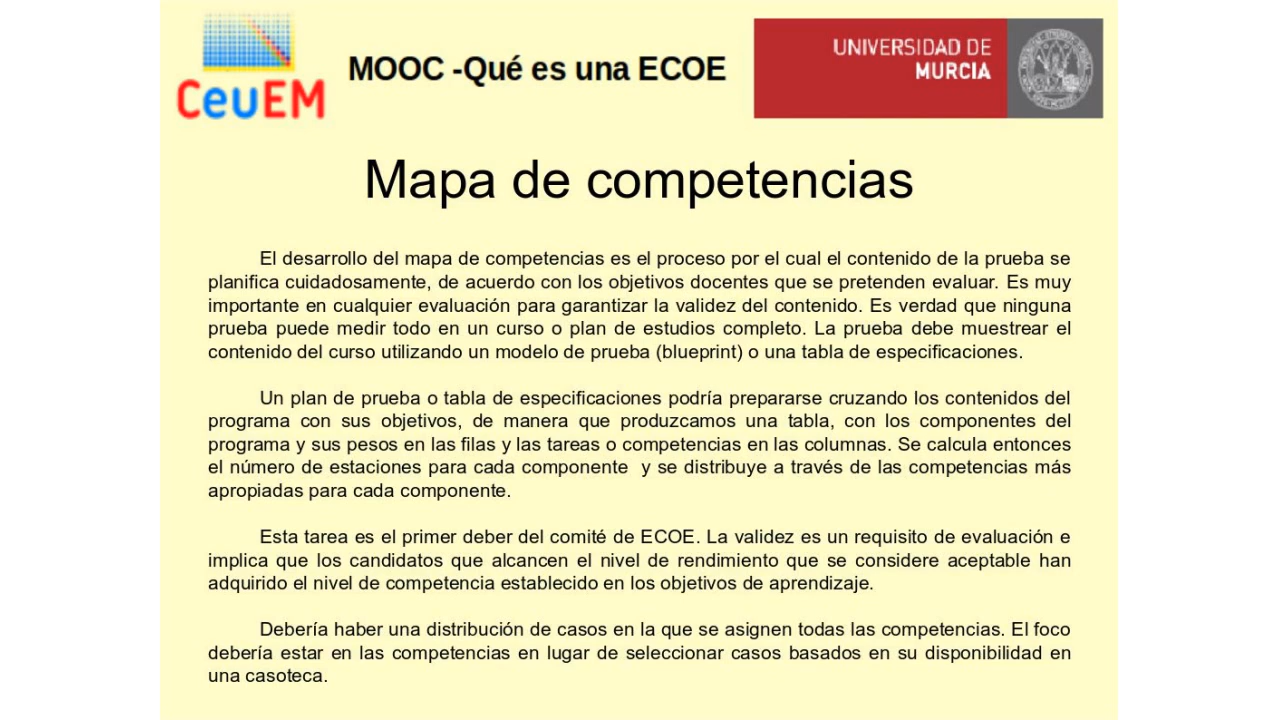 CeuEM
MOOC -Qué es una ECOE
UNIVERSIDAD DE
MURCIA
Mapa de competencias
El desarrollo del mapa de competencias es el proceso por el cual el contenido de la prueba se
planifica cuidadosamente, de acuerdo con los objetivos docentes que se pretenden evaluar. Es muy
importante en cualquier evaluación para garantizar la validez del contenido. Es verdad que ninguna
prueba puede medir todo en un curso o plan de estudios completo. La prueba debe muestrear el
contenido del curso utilizando un modelo de prueba (blueprint) o una tabla de especificaciones.
Un plan de prueba o tabla de especificaciones podría prepararse cruzando los contenidos del
programa con sus objetivos, de manera que produzcamos una tabla, con los componentes del
programa y sus pesos en las filas y las tareas o competencias en las columnas. Se calcula entonces
el número de estaciones para cada componente y se distribuye a través de las competencias más
apropiadas para cada componente.
Esta tarea es el primer deber del comité de ECOE. La validez es un requisito de evaluación e
implica que los candidatos que alcancen el nivel de rendimiento que se considere aceptable han
adquirido el nivel de competencia establecido en los objetivos de aprendizaje.
Debería haber una distribución de casos en la que se asignen todas las competencias. El foco
debería estar en las competencias en lugar de seleccionar casos basados en su disponibilidad en
una casoteca.